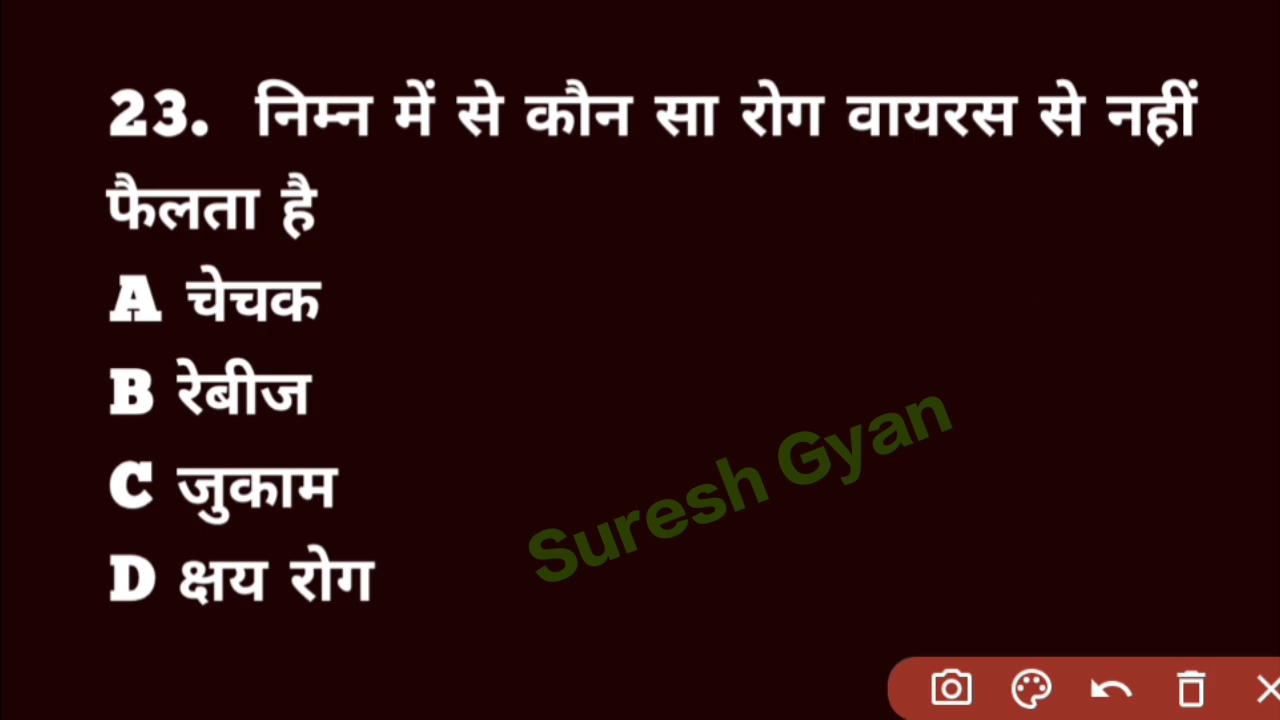 23. निम्न में से कौन सा रोग वायरस से नहीं
फैलता है
A चेचक
B रेबीज
C जुकाम
D क्षय रोग
Suresh Gyan